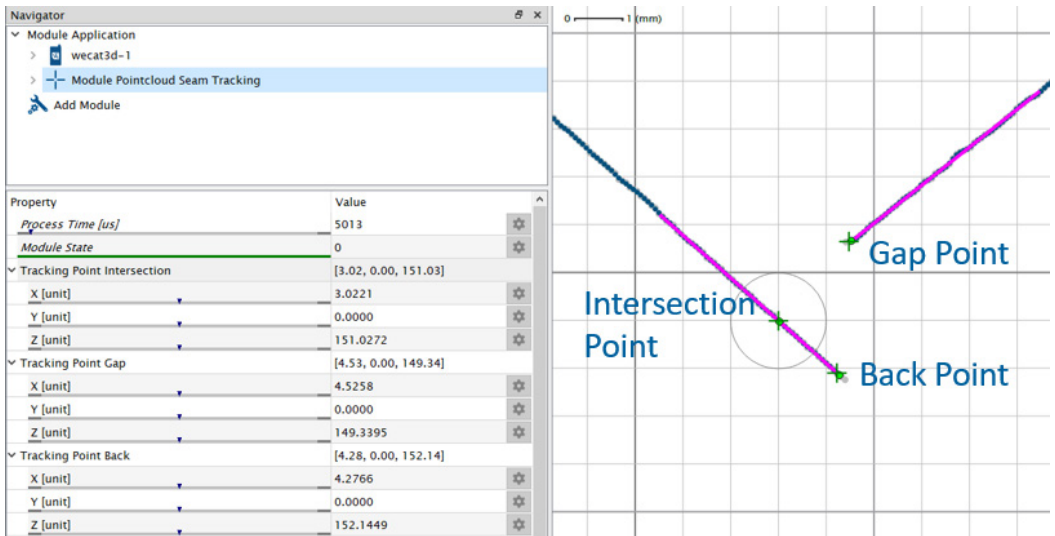 Navigator
Module Application
wecat3d-1
Module Pointcloud Seam Tracking
Add Module
Property Value
Process Time [us] 5013
Module State 0
Tracking Point Intersection [3.02, 0.00, 151.03]
X [unit] 3.0221
Y [unit] 0.0000
Z [unit] 151.0272
Tracking Point Gap [4.53, 0.00, 149.34]
X [unit] 4.5258
Y [unit] 0.0000
Z [unit] 149.3395
Tracking Point Back [4.28, 0.00, 152.14]
X [unit] 4.2766
Y [unit] 0.0000
Z [unit] 152.1449
0 1 (mm)
Gap Point
Intersection
Point
Back Point